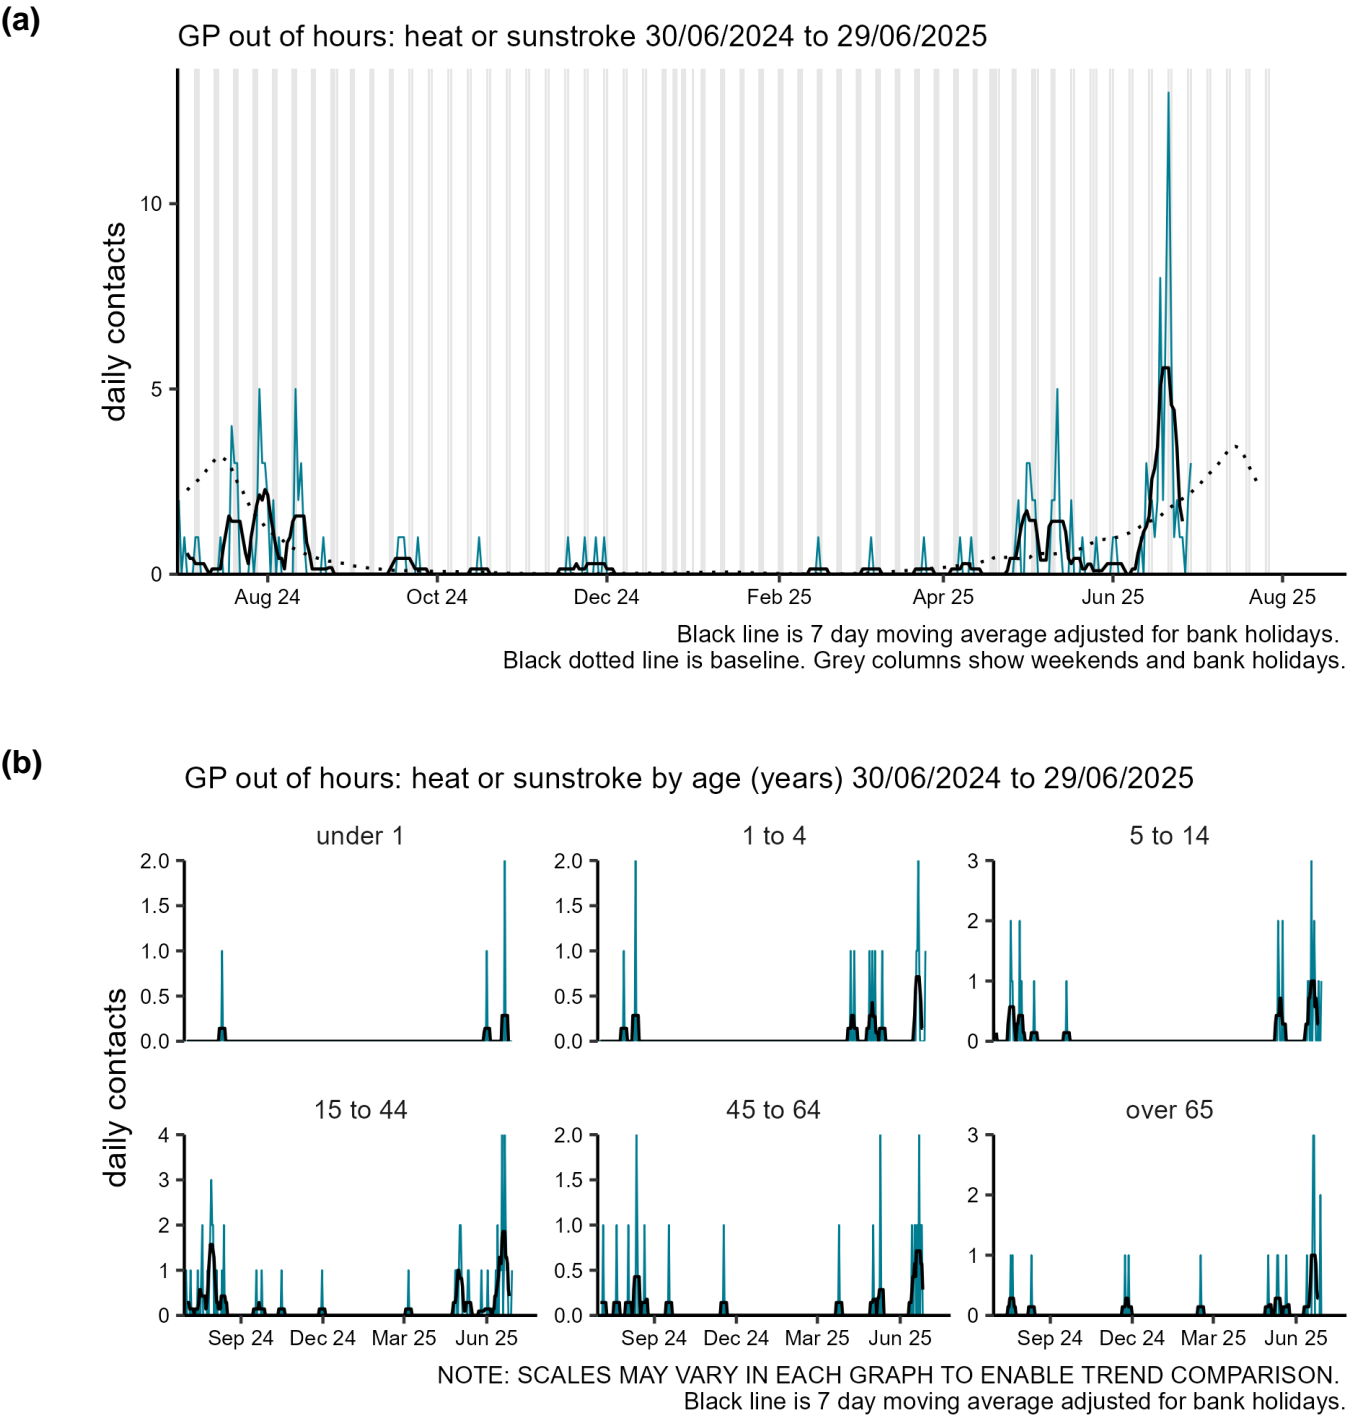 (a)
GP out of hours: heat or sunstroke 30/06/2024 to 29/06/2025
daily contacts
10
5
0
Aug 24 Oct 24 Dec 24 Feb 25 Apr 25 Jun 25 Aug 25
Black line is 7 day moving average adjusted for bank holidays.
Black dotted line is baseline. Grey columns show weekends and bank holidays.
(b)
GP out of hours: heat or sunstroke by age (years) 30/06/2024 to 29/06/2025
daily contacts
under 1
2.0
1.5
1.0
0.5
0.0
1 to 4
2.0
1.5
1.0
0.5
0.0
5 to 14
3
2
1
0
15 to 44
4
3
2
1
0
Sep 24 Dec 24 Mar 25 Jun 25
45 to 64
2.0
1.5
1.0
0.5
0.0
Sep 24 Dec 24 Mar 25 Jun 25
over 65
3
2
1
0
Sep 24 Dec 24 Mar 25 Jun 25
NOTE: SCALES MAY VARY IN EACH GRAPH TO ENABLE TREND COMPARISON.
Black line is 7 day moving average adjusted for bank holidays.